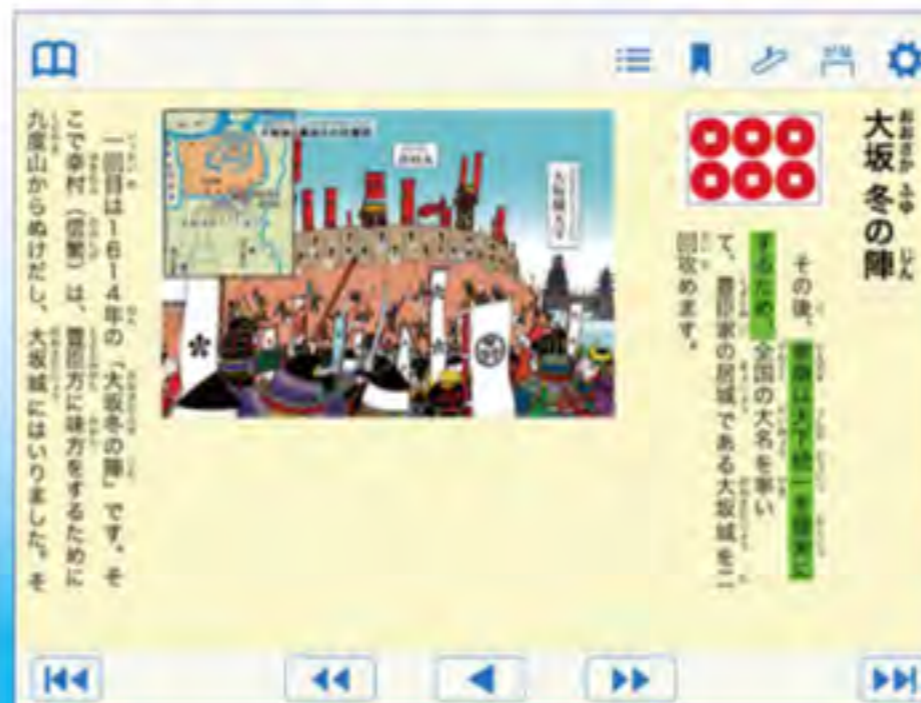 大坂 冬の陣
その後、家康は天下統一を確実に
するため、全国の大名を率い
て、豊臣家の居城である大坂城を二
回攻めます。
一回目は1614年の「大坂冬の陣」です。そ
こで幸村(信繁)は、豊臣方に味方をするために
九度山からぬけだし、大坂城にはいりました。そ